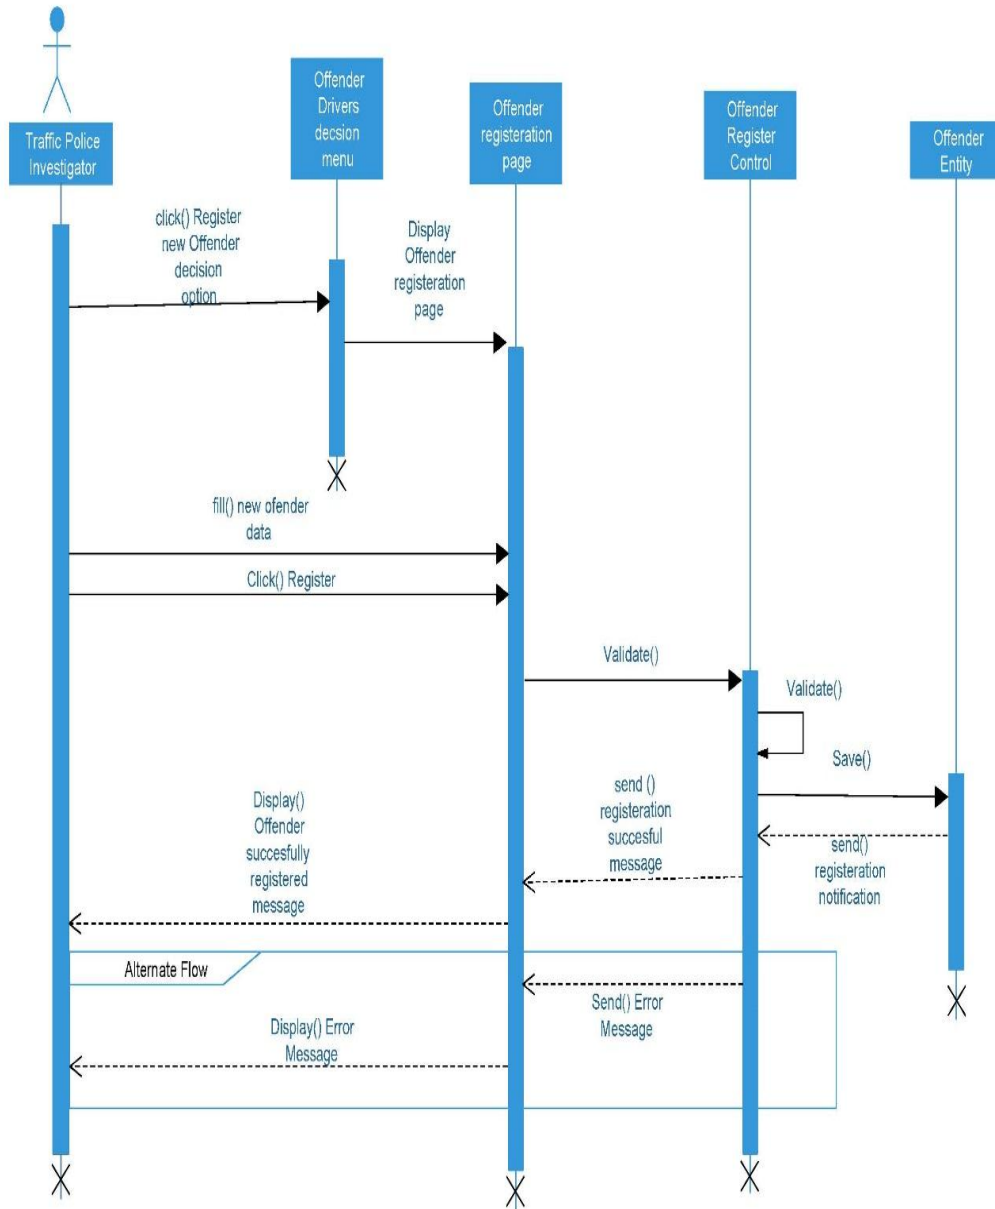 Traffic Police
Investigator
Offender
Drivers
decsion
menu
Offender
registeration
page
Offender
Register
Control
Offender
Entity
click() Register
new Offender
decision
option
Display
Offender
registeration
page
fill() new ofender
data
Click() Register
Validate()
Validate()
Save()
send()
registeration
notification
send ()
registeration
succesful
message
Display()
Offender
succesfully
registered
message
Alternate Flow
Send() Error
Message
Display() Error
Message